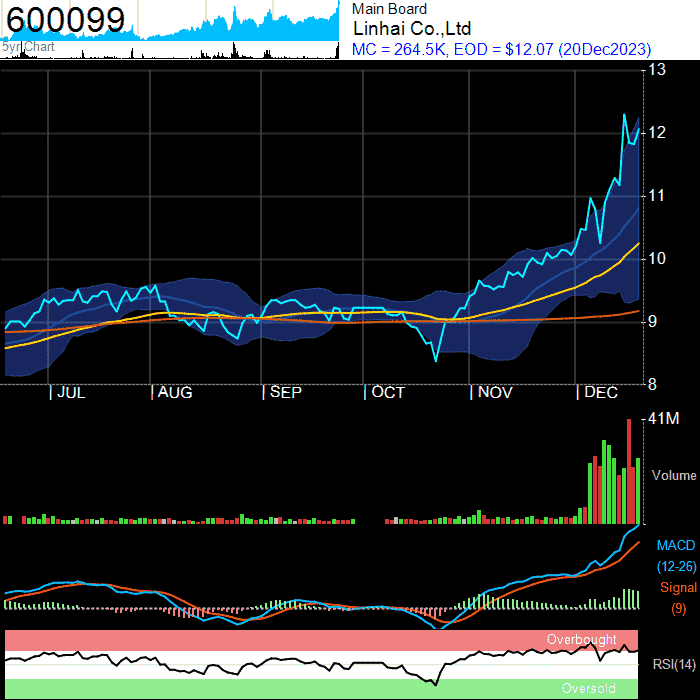 600099
5yr Chart
Main Board
Linhai Co.,Ltd
MC = 264.5K, EOD = $12.07 (20Dec2023)
13
12
11
10
9
8
JUL AUG SEP OCT NOV DEC
41M
Volume
MACD
(12-26)
Signal
(9)
Overbought
RSI(14)
Oversold